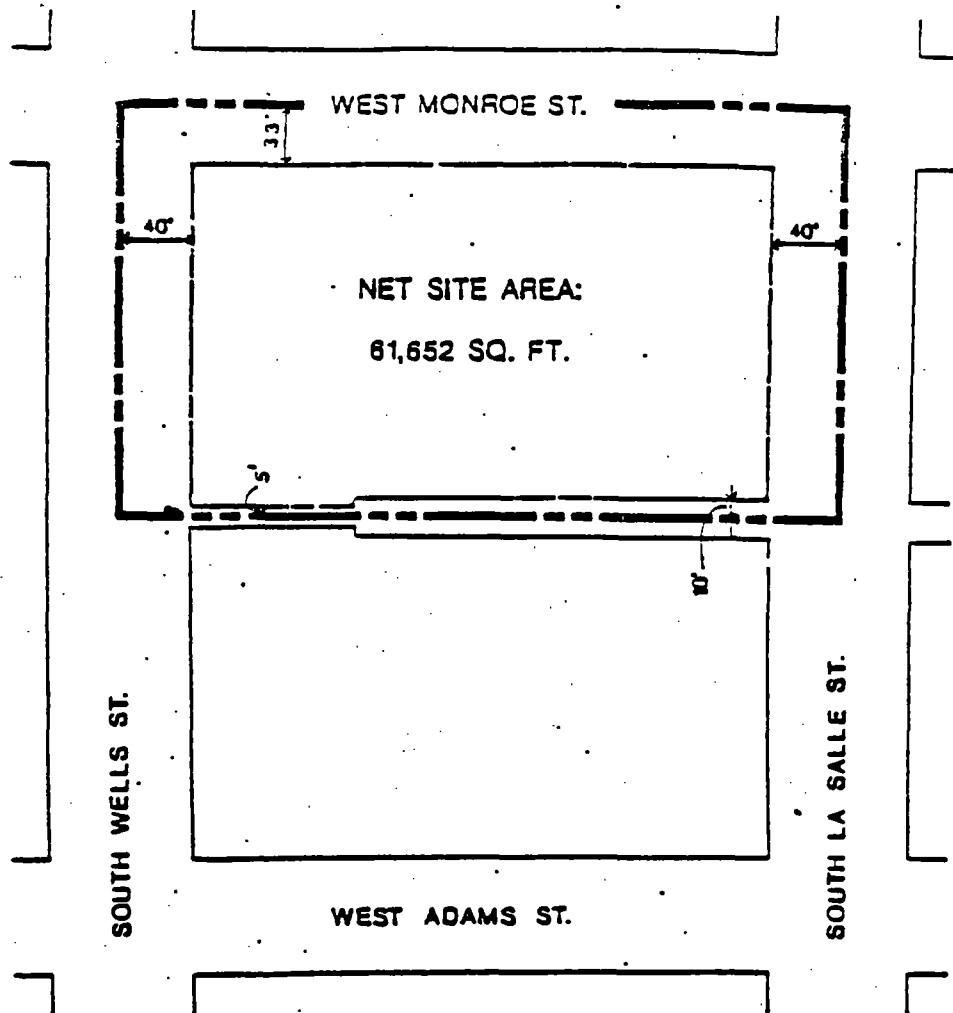 WEST MONROE ST.
33'
40'
40'
NET SITE AREA:
61,652 SQ. FT.
5'
10'
SOUTH WELLS ST.
SOUTH LA SALLE ST.
WEST ADAMS ST.